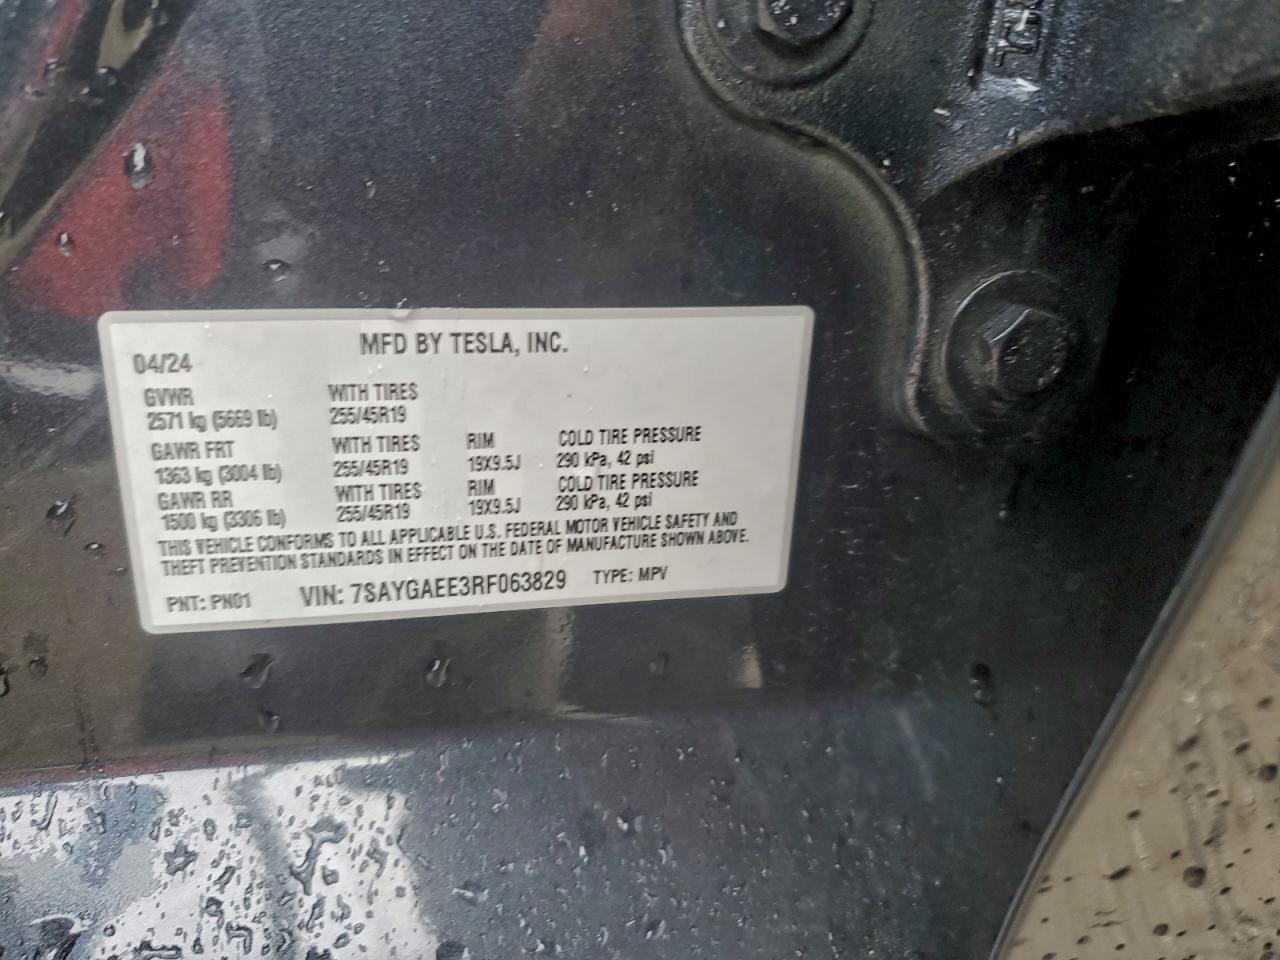 MFD BY TESLA, INC.
04/24
GVWR WITH TIRES
2571 kg (5669 lb) 255/45R19
GAWR FRT WITH TIRES RIM COLD TIRE PRESSURE
1363 kg (3004 lb) 255/45R19 19X9.5J 290 kPa, 42 psi
GAWR RR WITH TIRES RIM COLD TIRE PRESSURE
1500 kg (3306 lb) 255/45R19 19X9.5J 290 kPa, 42 psi
THIS VEHICLE CONFORMS TO ALL APPLICABLE U.S. FEDERAL MOTOR VEHICLE SAFETY AND
THEFT PREVENTION STANDARDS IN EFFECT ON THE DATE OF MANUFACTURE SHOWN ABOVE.
PNT: PN01 VIN: 7SAYGAEE3RF063829 TYPE: MPV